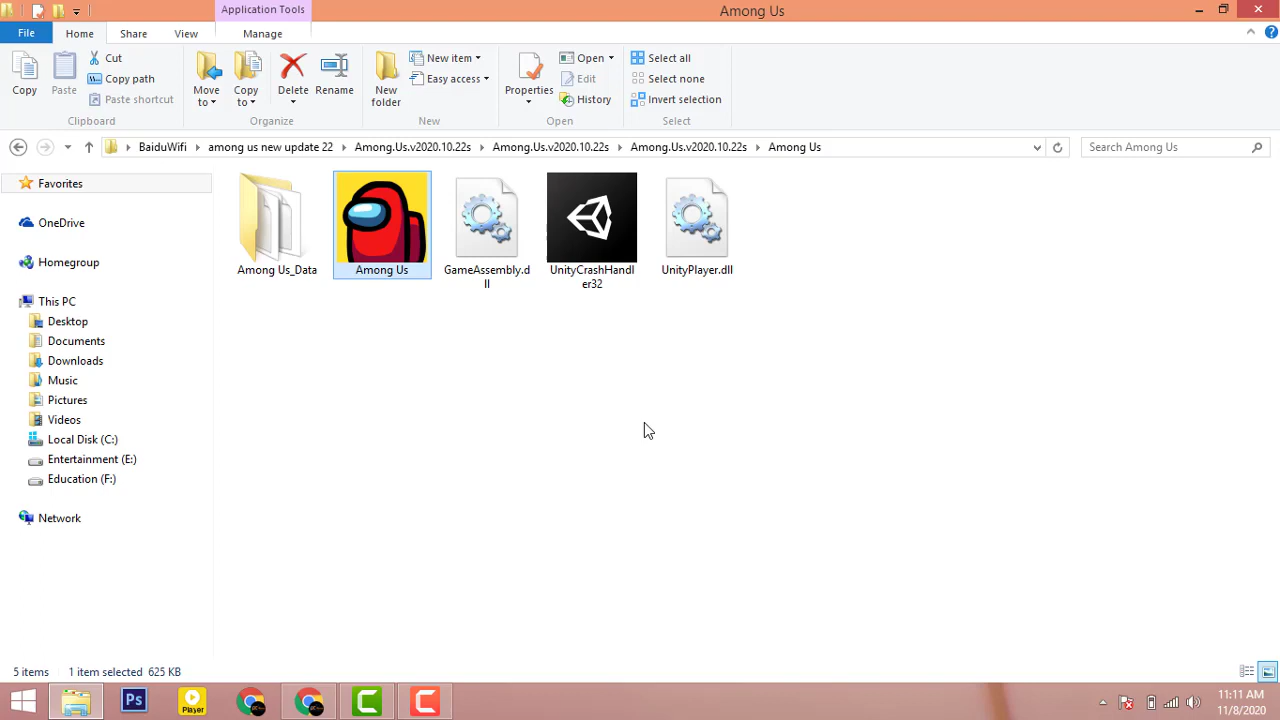 Application Tools
Among Us
File
Home
Share
View
Manage
Copy
Paste
Cut
Copy path
Paste shortcut
Clipboard
Move
to
Copy
to
Delete
Rename
Organize
New
folder
New item
Easy access
New
Properties
Open
Edit
History
Open
Select all
Select none
Invert selection
Select
BaiduWifi
among us new update 22
Among.Us.v2020.10.22s
Among.Us.v2020.10.22s
Among.Us.v2020.10.22s
Among Us
Search Among Us
Favorites
OneDrive
Homegroup
This PC
Desktop
Documents
Downloads
Music
Pictures
Videos
Local Disk (C:)
Entertainment (E:)
Education (F:)
Network
Among Us_Data
Among Us
GameAssembly.d
ll
UnityCrashHandl
er32
UnityPlayer.dll
5 items
1 item selected 625 KB
Ps
Player
11:11 AM
11/8/2020